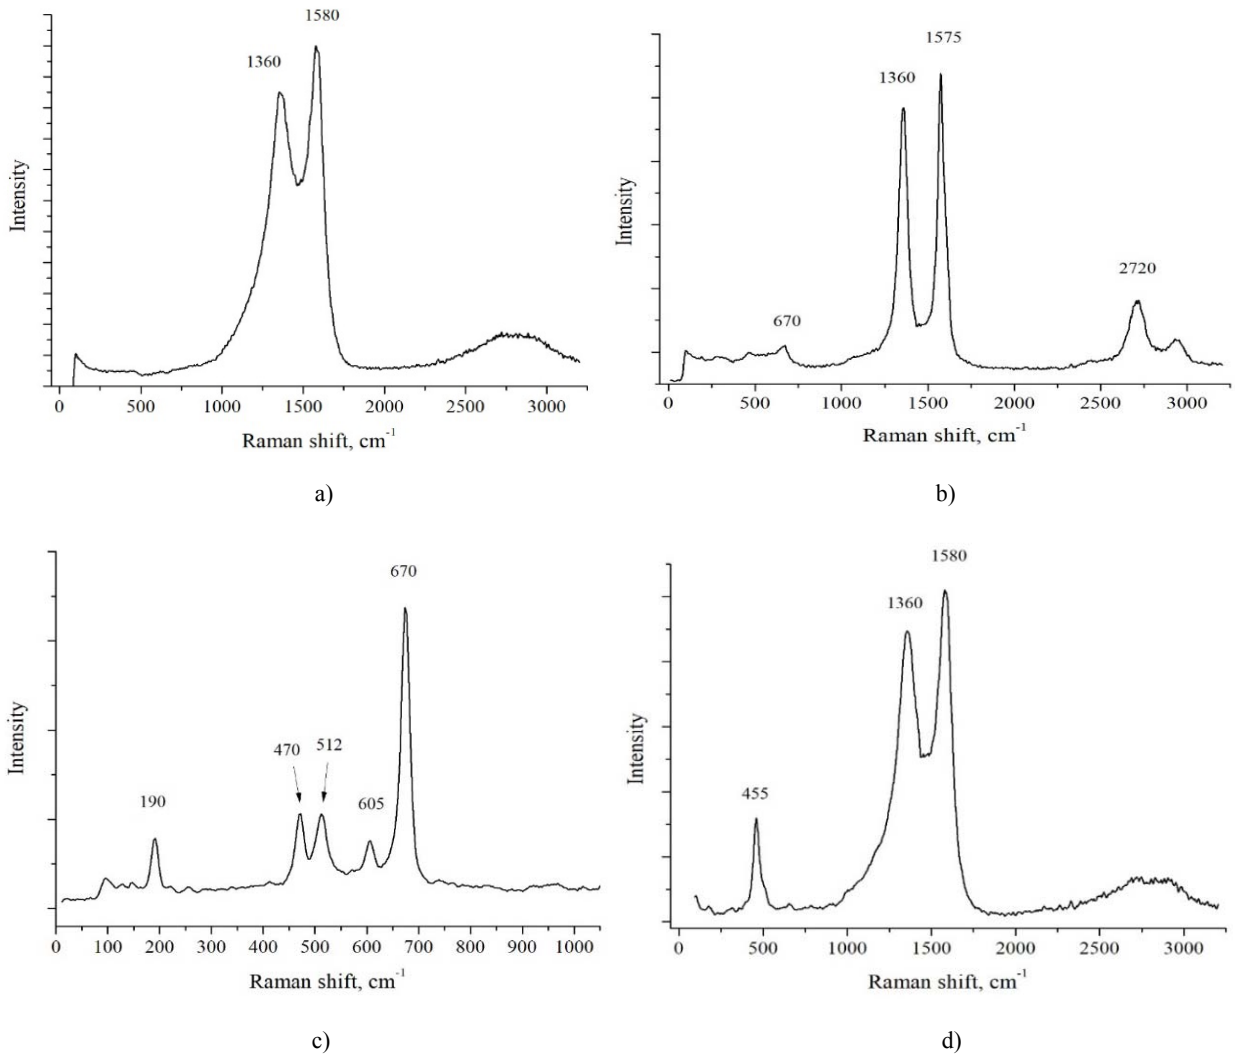 1580
1360
Intensity
0 500 1000 1500 2000 2500 3000
Raman shift, cm⁻¹
a)
1575
1360
2720
670
Intensity
0 500 1000 1500 2000 2500 3000
Raman shift, cm⁻¹
b)
670
470 512
190 605
Intensity
0 100 200 300 400 500 600 700 800 900 1000
Raman shift, cm⁻¹
c)
1580
1360
455
Intensity
0 500 1000 1500 2000 2500 3000
Raman shift, cm⁻¹
d)